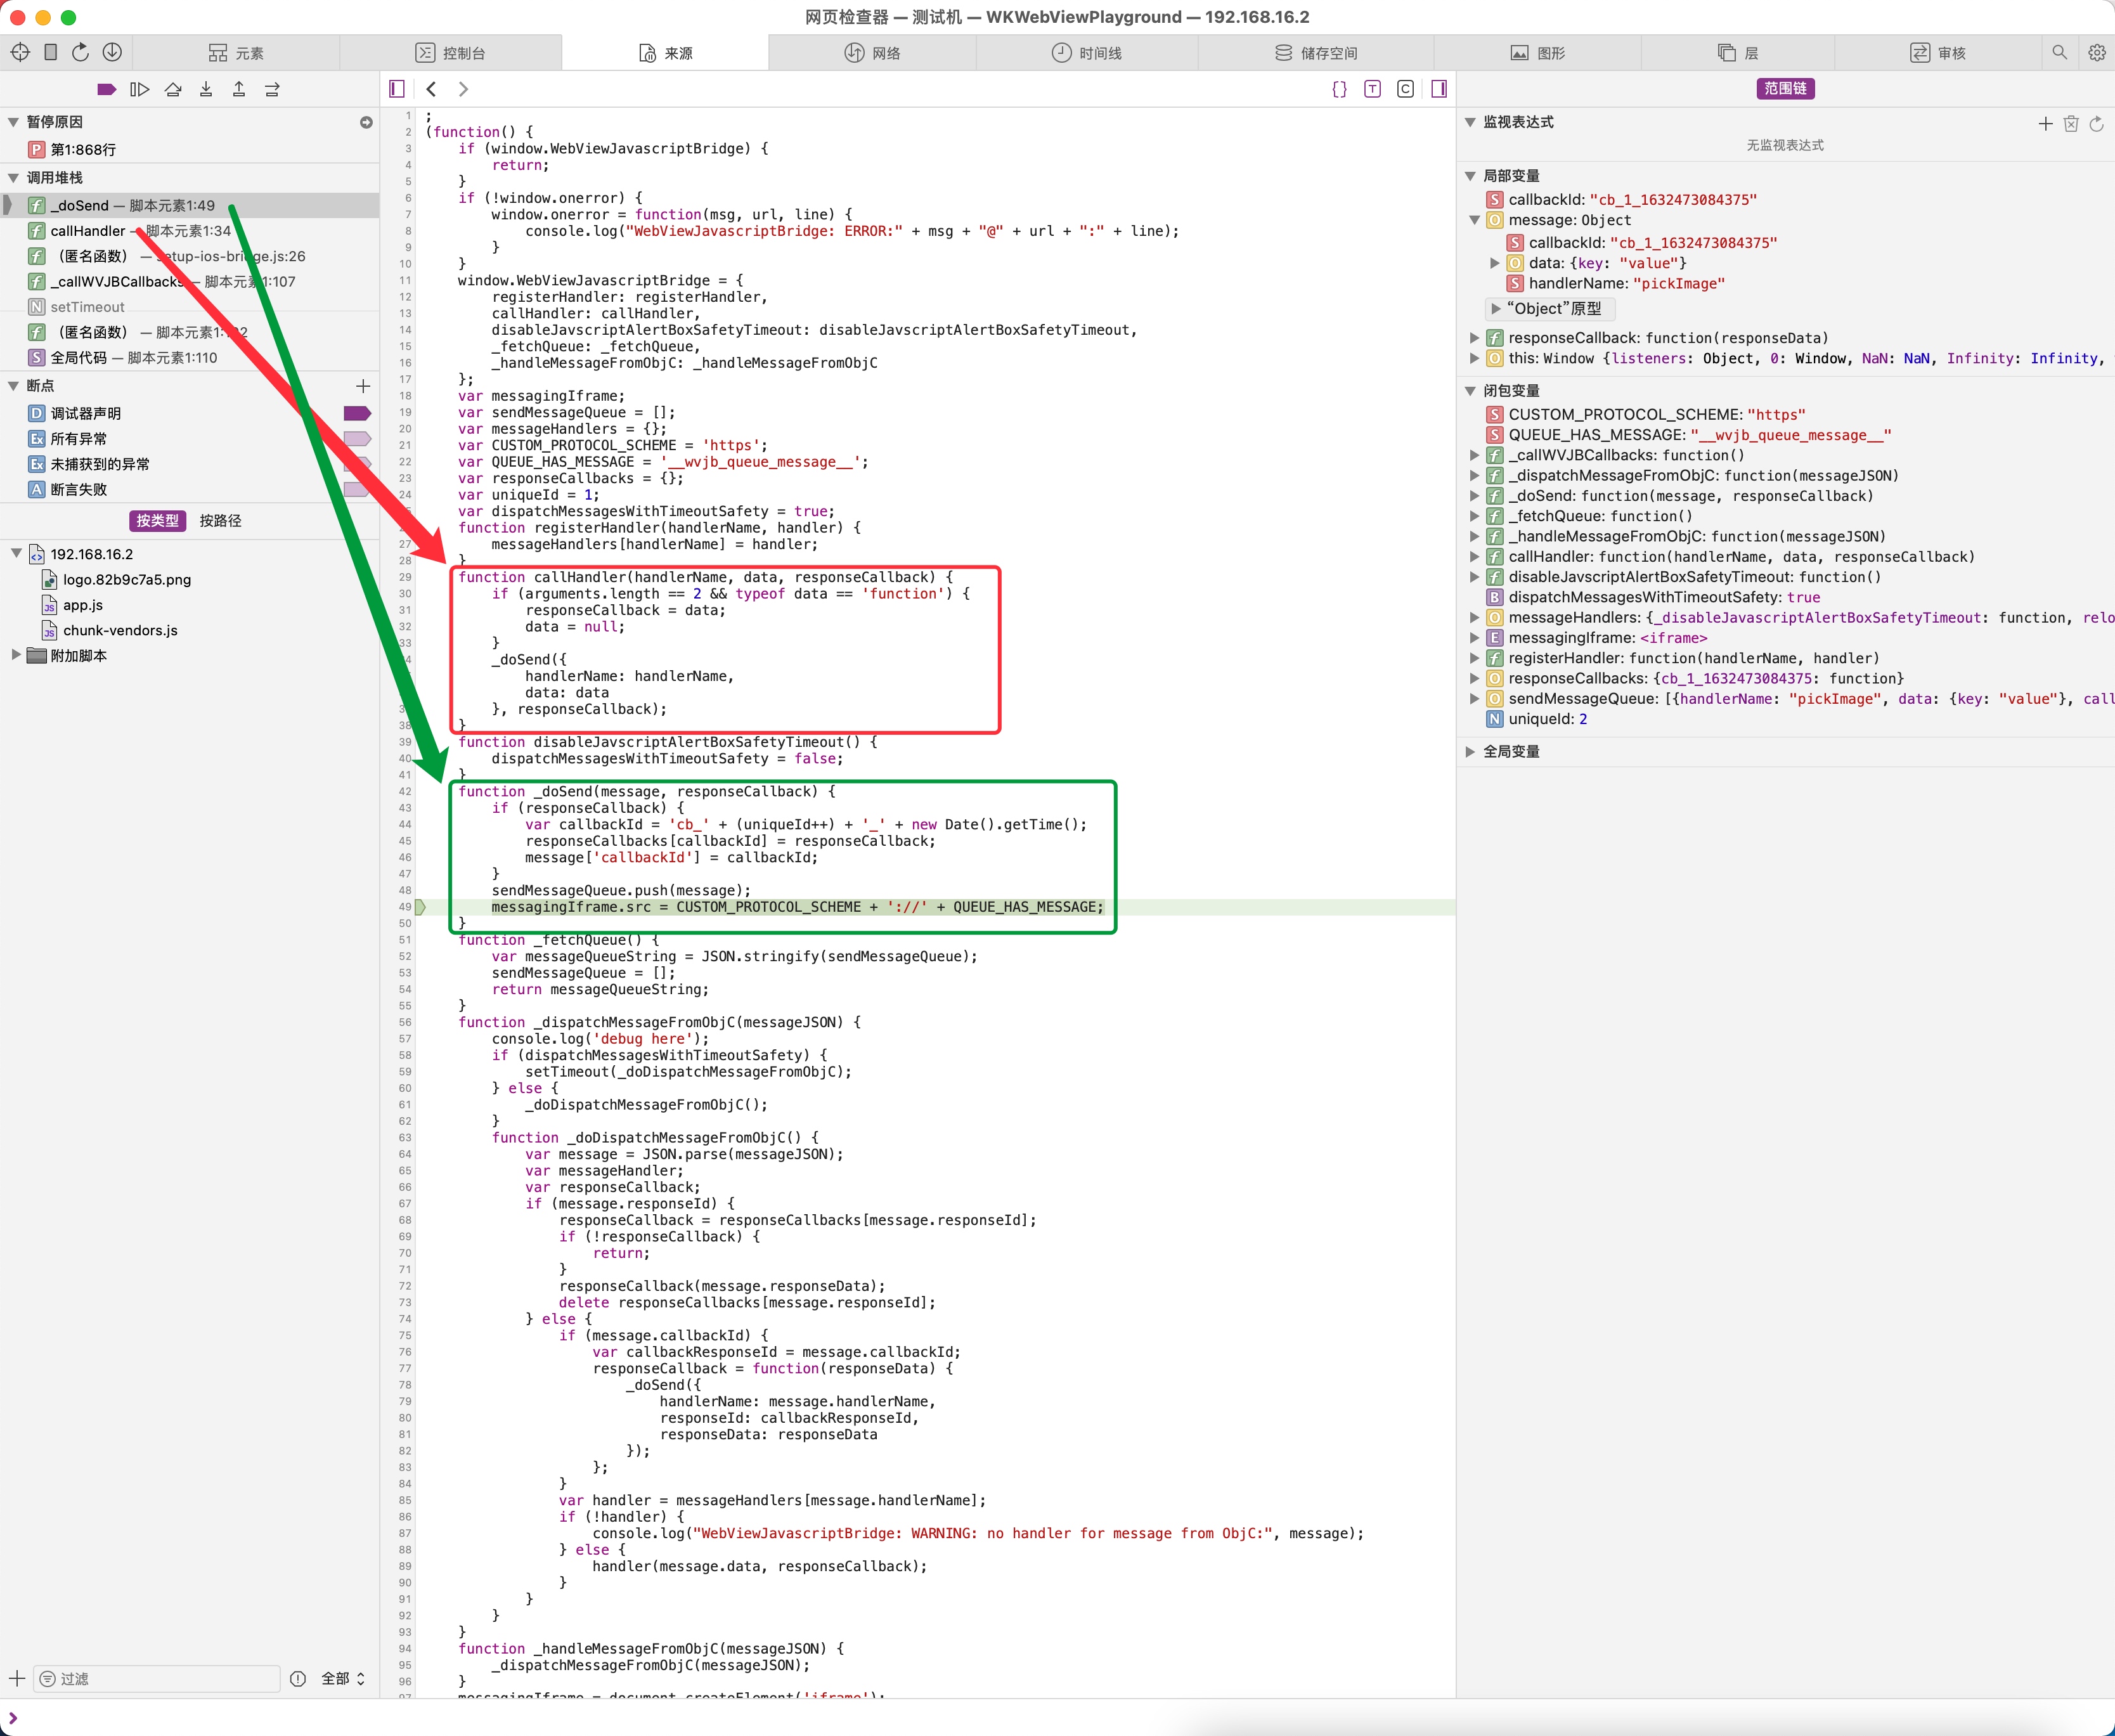 网页检查器 — 测试机 — WKWebViewPlayground — 192.168.16.2
元素
控制台
来源
网络
时间线
储存空间
图形
层
审核
暂停原因
P 第1:868行
调用堆栈
f _doSend — 脚本元素1:49
f callHandler — 脚本元素1:34
f （匿名函数） — setup-ios-bridge.js:26
f _callWVJBCallbacks — 脚本元素1:107
N setTimeout
f （匿名函数） — 脚本元素1:
S 全局代码 — 脚本元素1:110
断点
D 调试器声明
Ex 所有异常
Ex 未捕获到的异常
A 断言失败
按类型 按路径
192.168.16.2
logo.82b9c7a5.png
JS app.js
JS chunk-vendors.js
附加脚本
过滤
全部
{} T C
1 ;
2 (function() {
3 if (window.WebViewJavascriptBridge) {
4 return;
5 }
6 if (!window.onerror) {
7 window.onerror = function(msg, url, line) {
8 console.log("WebViewJavascriptBridge: ERROR:" + msg + "@" + url + ":" + line);
9 }
10 }
11 window.WebViewJavascriptBridge = {
12 registerHandler: registerHandler,
13 callHandler: callHandler,
14 disableJavscriptAlertBoxSafetyTimeout: disableJavscriptAlertBoxSafetyTimeout,
15 _fetchQueue: _fetchQueue,
16 _handleMessageFromObjC: _handleMessageFromObjC
17 };
18 var messagingIframe;
19 var sendMessageQueue = [];
20 var messageHandlers = {};
21 var CUSTOM_PROTOCOL_SCHEME = 'https';
22 var QUEUE_HAS_MESSAGE = '__wvjb_queue_message__';
23 var responseCallbacks = {};
24 var uniqueId = 1;
var dispatchMessagesWithTimeoutSafety = true;
function registerHandler(handlerName, handler) {
27 messageHandlers[handlerName] = handler;
28 }
29 function callHandler(handlerName, data, responseCallback) {
30 if (arguments.length == 2 && typeof data == 'function') {
31 responseCallback = data;
32 data = null;
33 }
_doSend({
handlerName: handlerName,
data: data
}, responseCallback);
38 }
39 function disableJavscriptAlertBoxSafetyTimeout() {
40 dispatchMessagesWithTimeoutSafety = false;
41 }
42 function _doSend(message, responseCallback) {
43 if (responseCallback) {
44 var callbackId = 'cb_' + (uniqueId++) + '_' + new Date().getTime();
45 responseCallbacks[callbackId] = responseCallback;
46 message['callbackId'] = callbackId;
47 }
48 sendMessageQueue.push(message);
49 messagingIframe.src = CUSTOM_PROTOCOL_SCHEME + '://' + QUEUE_HAS_MESSAGE;
50 }
51 function _fetchQueue() {
52 var messageQueueString = JSON.stringify(sendMessageQueue);
53 sendMessageQueue = [];
54 return messageQueueString;
55 }
56 function _dispatchMessageFromObjC(messageJSON) {
57 console.log('debug here');
58 if (dispatchMessagesWithTimeoutSafety) {
59 setTimeout(_doDispatchMessageFromObjC);
60 } else {
61 _doDispatchMessageFromObjC();
62 }
63 function _doDispatchMessageFromObjC() {
64 var message = JSON.parse(messageJSON);
65 var messageHandler;
66 var responseCallback;
67 if (message.responseId) {
68 responseCallback = responseCallbacks[message.responseId];
69 if (!responseCallback) {
70 return;
71 }
72 responseCallback(message.responseData);
73 delete responseCallbacks[message.responseId];
74 } else {
75 if (message.callbackId) {
76 var callbackResponseId = message.callbackId;
77 responseCallback = function(responseData) {
78 _doSend({
79 handlerName: message.handlerName,
80 responseId: callbackResponseId,
81 responseData: responseData
82 });
83 };
84 }
85 var handler = messageHandlers[message.handlerName];
86 if (!handler) {
87 console.log("WebViewJavascriptBridge: WARNING: no handler for message from ObjC:", message);
88 } else {
89 handler(message.data, responseCallback);
90 }
91 }
92 }
93 }
94 function _handleMessageFromObjC(messageJSON) {
95 _dispatchMessageFromObjC(messageJSON);
96 }
97 messagingIframe = document.createElement('iframe');
范围链
监视表达式
无监视表达式
局部变量
S callbackId: "cb_1_1632473084375"
O message: Object
S callbackId: "cb_1_1632473084375"
O data: {key: "value"}
S handlerName: "pickImage"
“Object”原型
f responseCallback: function(responseData)
O this: Window {listeners: Object, 0: Window, NaN: NaN, Infinity: Infinity,
闭包变量
S CUSTOM_PROTOCOL_SCHEME: "https"
S QUEUE_HAS_MESSAGE: "__wvjb_queue_message__"
f _callWVJBCallbacks: function()
f _dispatchMessageFromObjC: function(messageJSON)
f _doSend: function(message, responseCallback)
f _fetchQueue: function()
f _handleMessageFromObjC: function(messageJSON)
f callHandler: function(handlerName, data, responseCallback)
f disableJavscriptAlertBoxSafetyTimeout: function()
B dispatchMessagesWithTimeoutSafety: true
O messageHandlers: {_disableJavascriptAlertBoxSafetyTimeout: function, relo
E messagingIframe: <iframe>
f registerHandler: function(handlerName, handler)
O responseCallbacks: {cb_1_1632473084375: function}
O sendMessageQueue: [{handlerName: "pickImage", data: {key: "value"}, call
N uniqueId: 2
全局变量